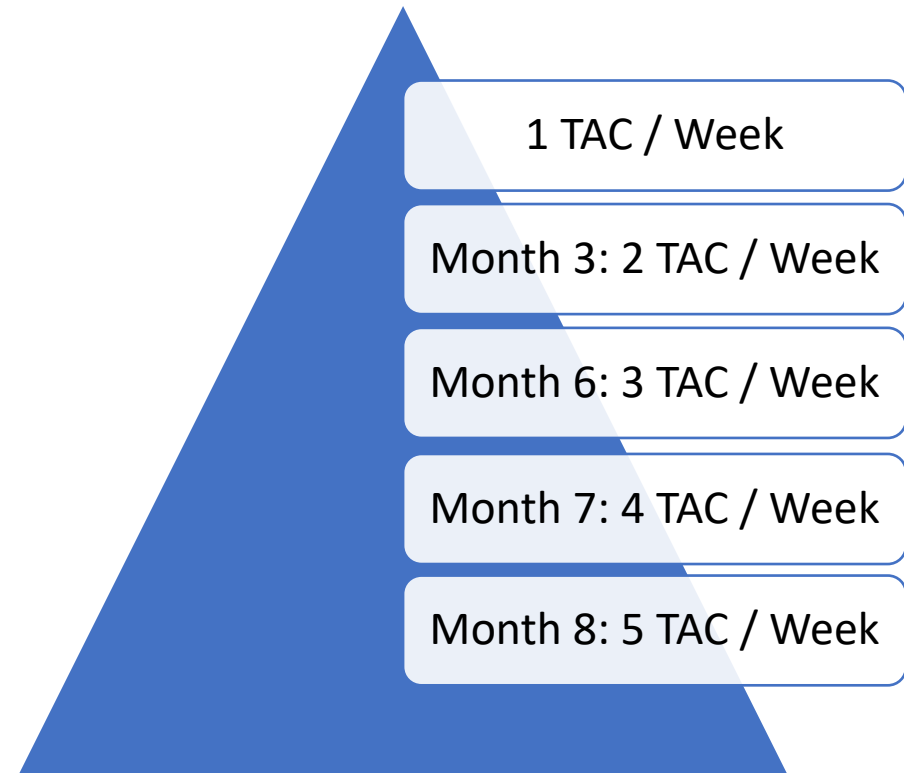 1 TAC / Week
Month 3: 2 TAC / Week
Month 6: 3 TAC / Week
Month 7: 4 TAC / Week
Month 8: 5 TAC / Week